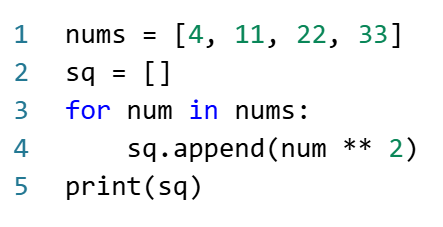 1 nums = [4, 11, 22, 33]
2 sq = []
3 for num in nums:
4     sq.append(num ** 2)
5 print(sq)